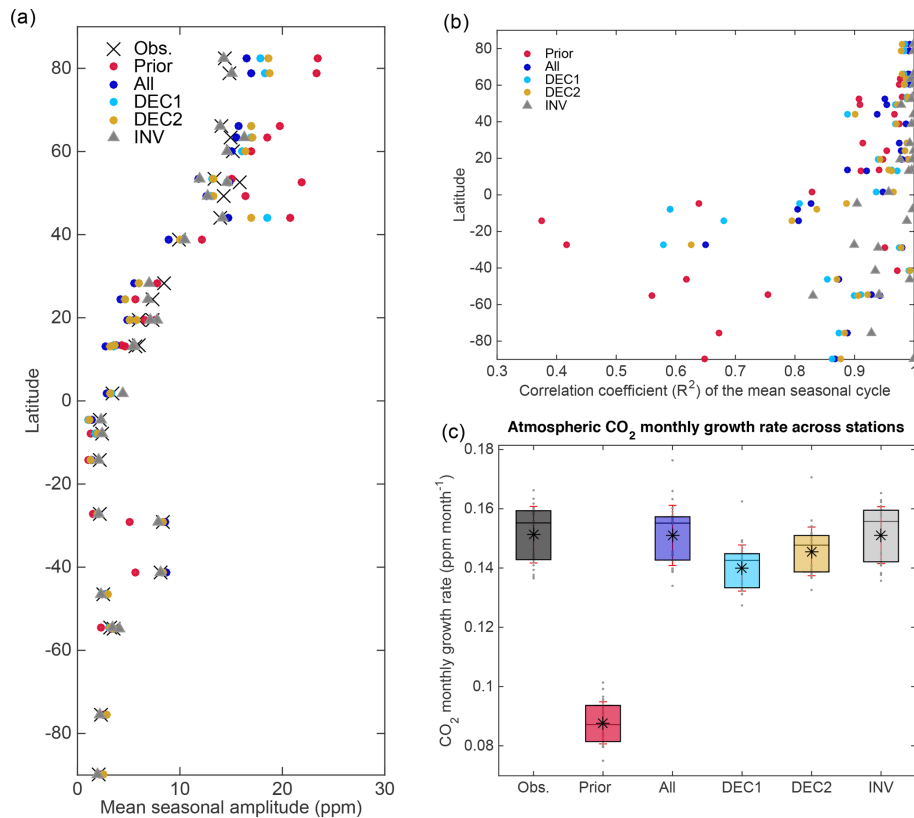 (a)
Obs.
Prior
All
DEC1
DEC2
INV
80
60
40
20
0
-20
-40
-60
-80
Latitude
0
10
20
30
Mean seasonal amplitude (ppm)
(b)
Prior
All
DEC1
DEC2
INV
80
60
40
20
0
-20
-40
-60
-80
Latitude
0.3
0.4
0.5
0.6
0.7
0.8
0.9
1
Correlation coefficient (R²) of the mean seasonal cycle
(c)
Atmospheric CO₂ monthly growth rate across stations
0.18
0.16
0.14
0.12
0.1
0.08
CO₂ monthly growth rate (ppm month⁻¹)
Obs.
Prior
All
DEC1
DEC2
INV